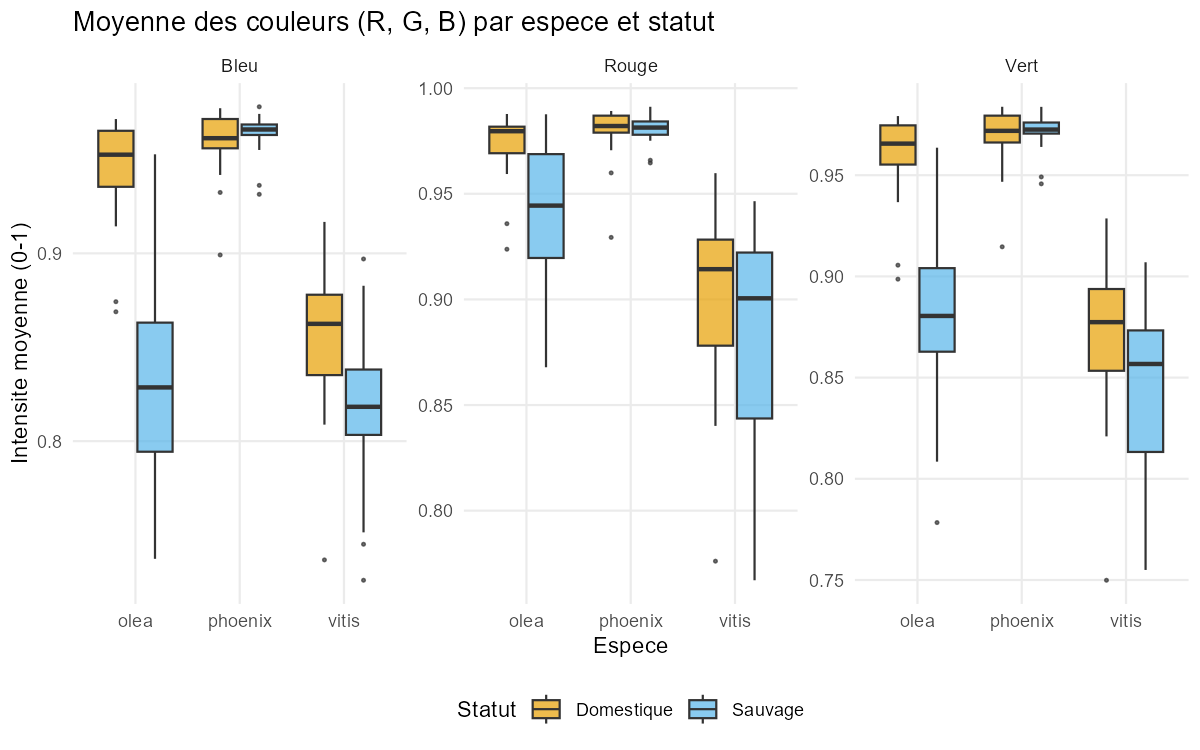 Moyenne des couleurs (R, G, B) par espece et statut
Bleu
Rouge
Vert
Intensite moyenne (0-1)
0.9
0.8
1.00
0.95
0.90
0.85
0.80
0.95
0.90
0.85
0.80
0.75
olea
phoenix
vitis
olea
phoenix
vitis
olea
phoenix
vitis
Espece
Statut
Domestique
Sauvage